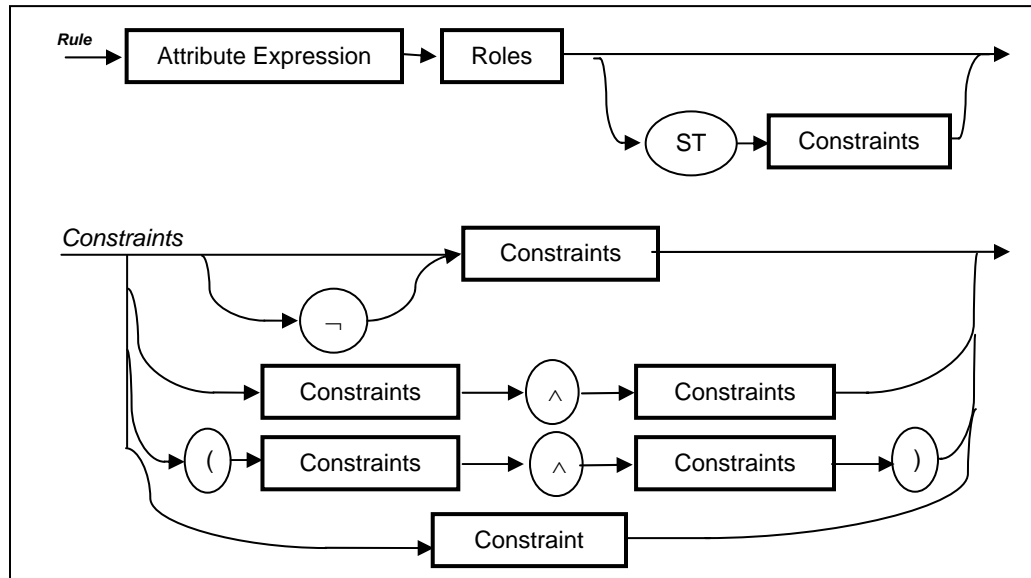 Rule
Attribute Expression
Roles
ST
Constraints
Constraints
Constraints
¬
Constraints
∧
Constraints
(
Constraints
∧
Constraints
)
Constraint